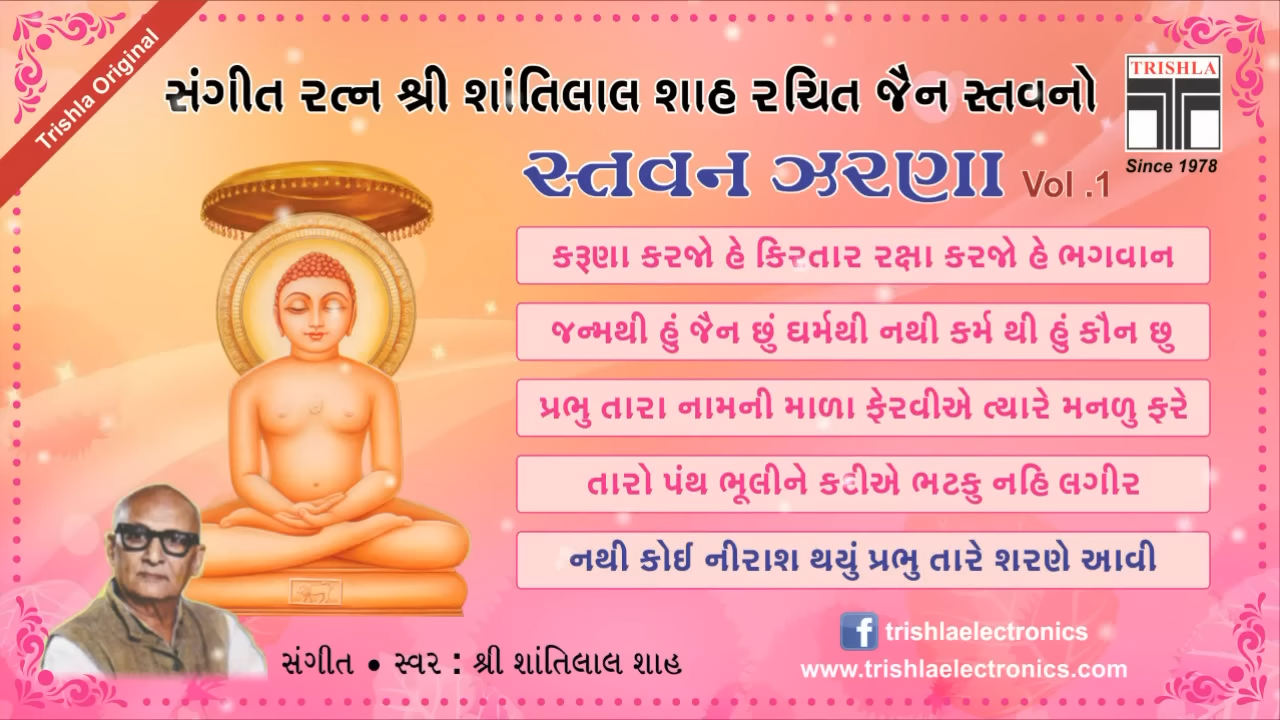 Trishla Original
સંગીત રત્ન શ્રી શાંતિલાલ શાહ રચિત જૈન સ્તવનો
TRISHLA
Since 1978
સ્તવન ઝરણા Vol .1
કરૂણા કરજો હે કિરતાર રક્ષા કરજો હે ભગવાન
જન્મથી હું જૈન છું ઘર્મથી નથી કર્મ થી હું કૌન છુ
પ્રભુ તારા નામની માળા ફેરવીએ ત્યારે મનળુ ફરે
તારો પંથ ભૂલીને કદીએ ભટકુ નહિ લગીર
નથી કોઈ નીરાશ થયું પ્રભુ તારે શરણે આવી
સંગીત • સ્વર : શ્રી શાંતિલાલ શાહ
trishlaelectronics
www.trishlaelectronics.com